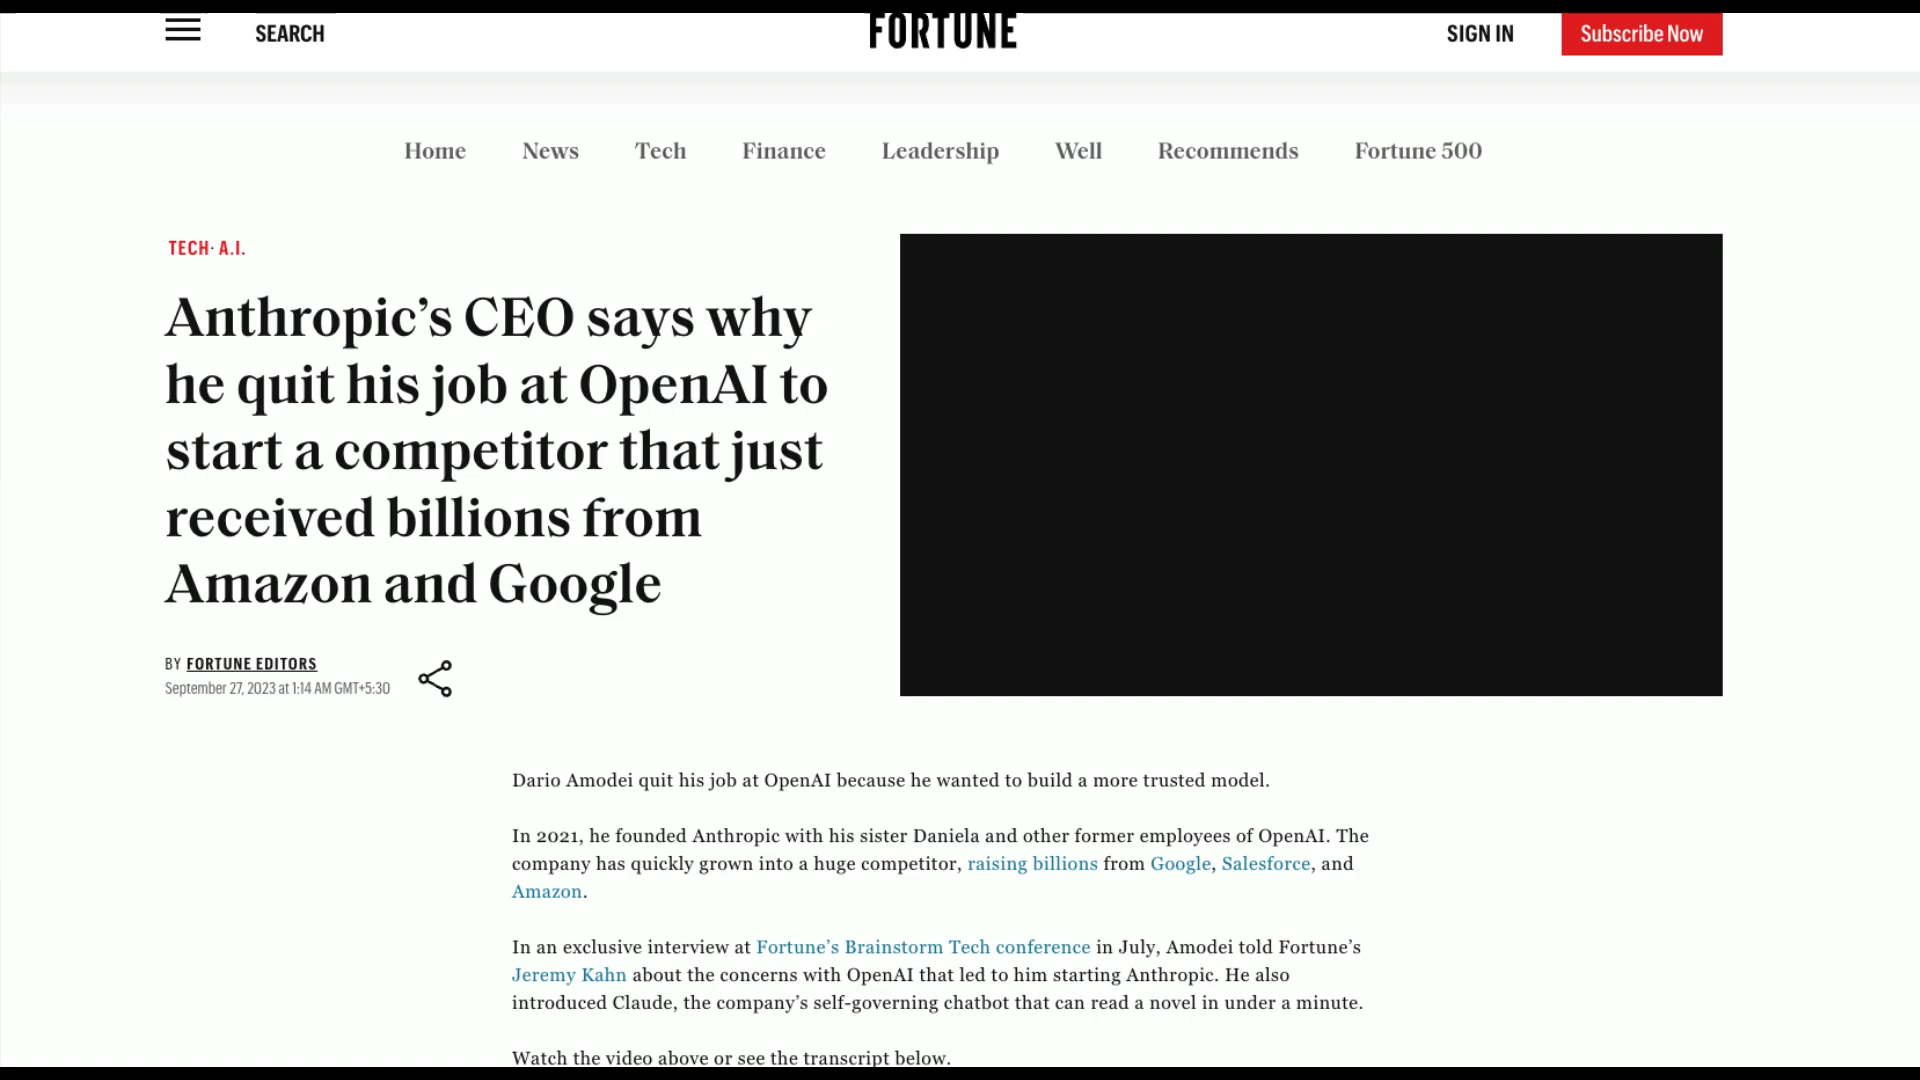 SEARCH
FORTUNE
SIGN IN
Subscribe Now
Home
News
Tech
Finance
Leadership
Well
Recommends
Fortune 500
TECH· A.I.
Anthropic’s CEO says why
he quit his job at OpenAI to
start a competitor that just
received billions from
Amazon and Google
BY FORTUNE EDITORS
September 27, 2023 at 1:14 AM GMT+5:30
Dario Amodei quit his job at OpenAI because he wanted to build a more trusted model.
In 2021, he founded Anthropic with his sister Daniela and other former employees of OpenAI. The
company has quickly grown into a huge competitor, raising billions from Google, Salesforce, and
Amazon.
In an exclusive interview at Fortune’s Brainstorm Tech conference in July, Amodei told Fortune’s
Jeremy Kahn about the concerns with OpenAI that led to him starting Anthropic. He also
introduced Claude, the company’s self-governing chatbot that can read a novel in under a minute.
Watch the video above or see the transcript below.